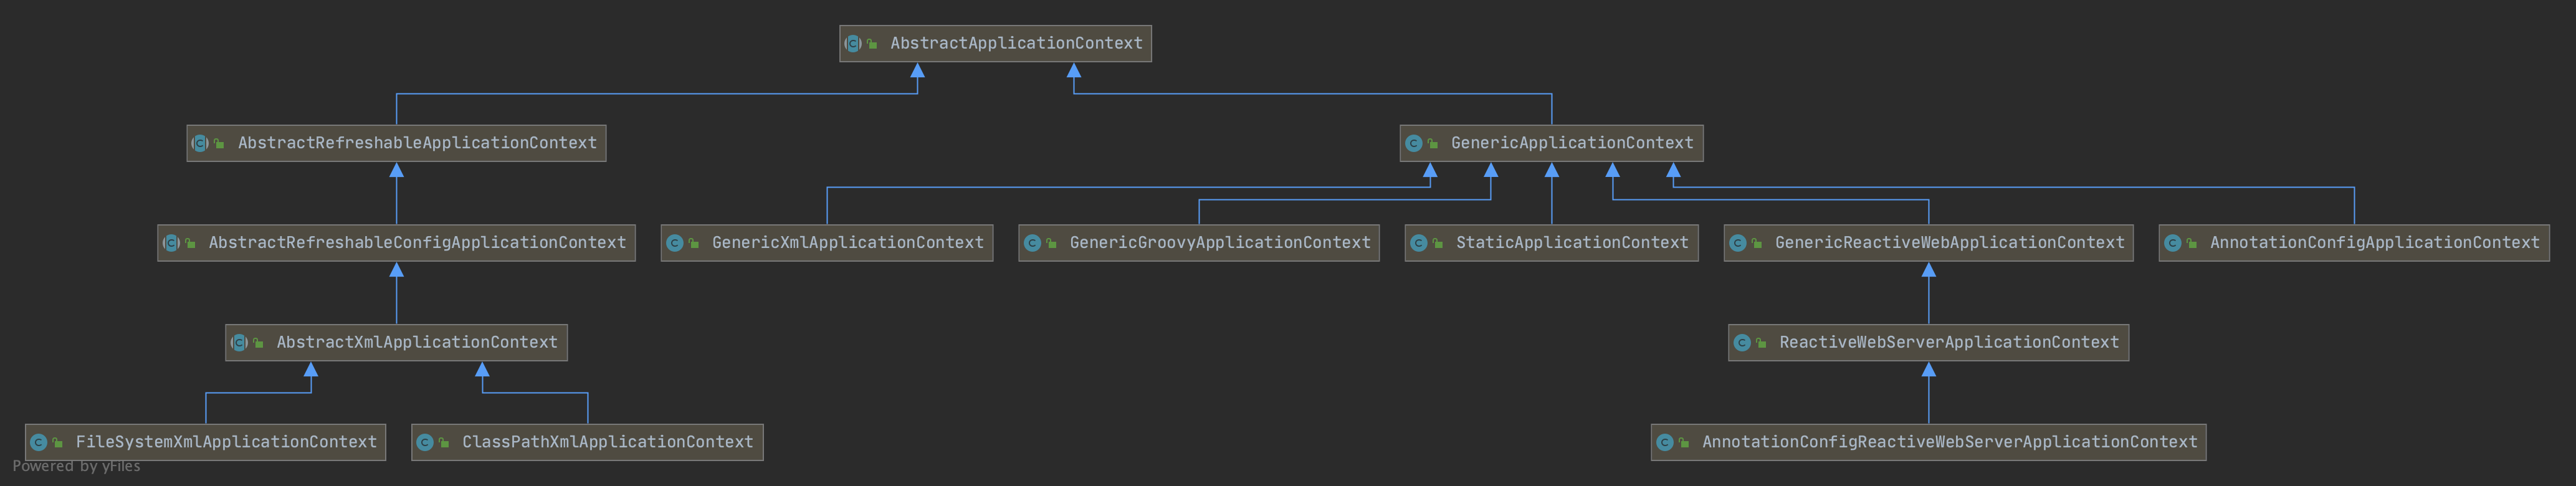 AbstractApplicationContext
AbstractRefreshableApplicationContext
GenericApplicationContext
AbstractRefreshableConfigApplicationContext
GenericXmlApplicationContext
GenericGroovyApplicationContext
StaticApplicationContext
GenericReactiveWebApplicationContext
AnnotationConfigApplicationContext
AbstractXmlApplicationContext
ReactiveWebServerApplicationContext
FileSystemXmlApplicationContext
ClassPathXmlApplicationContext
AnnotationConfigReactiveWebServerApplicationContext
Powered by yFiles